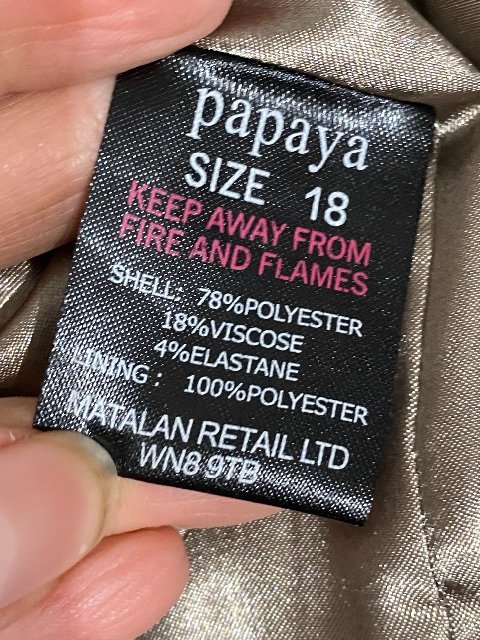 papaya
SIZE 18
KEEP AWAY FROM
FIRE AND FLAMES
SHELL: 78%POLYESTER
18%VISCOSE
4%ELASTANE
LINING: 100%POLYESTER
MATALAN RETAIL LTD
WN8 9TB